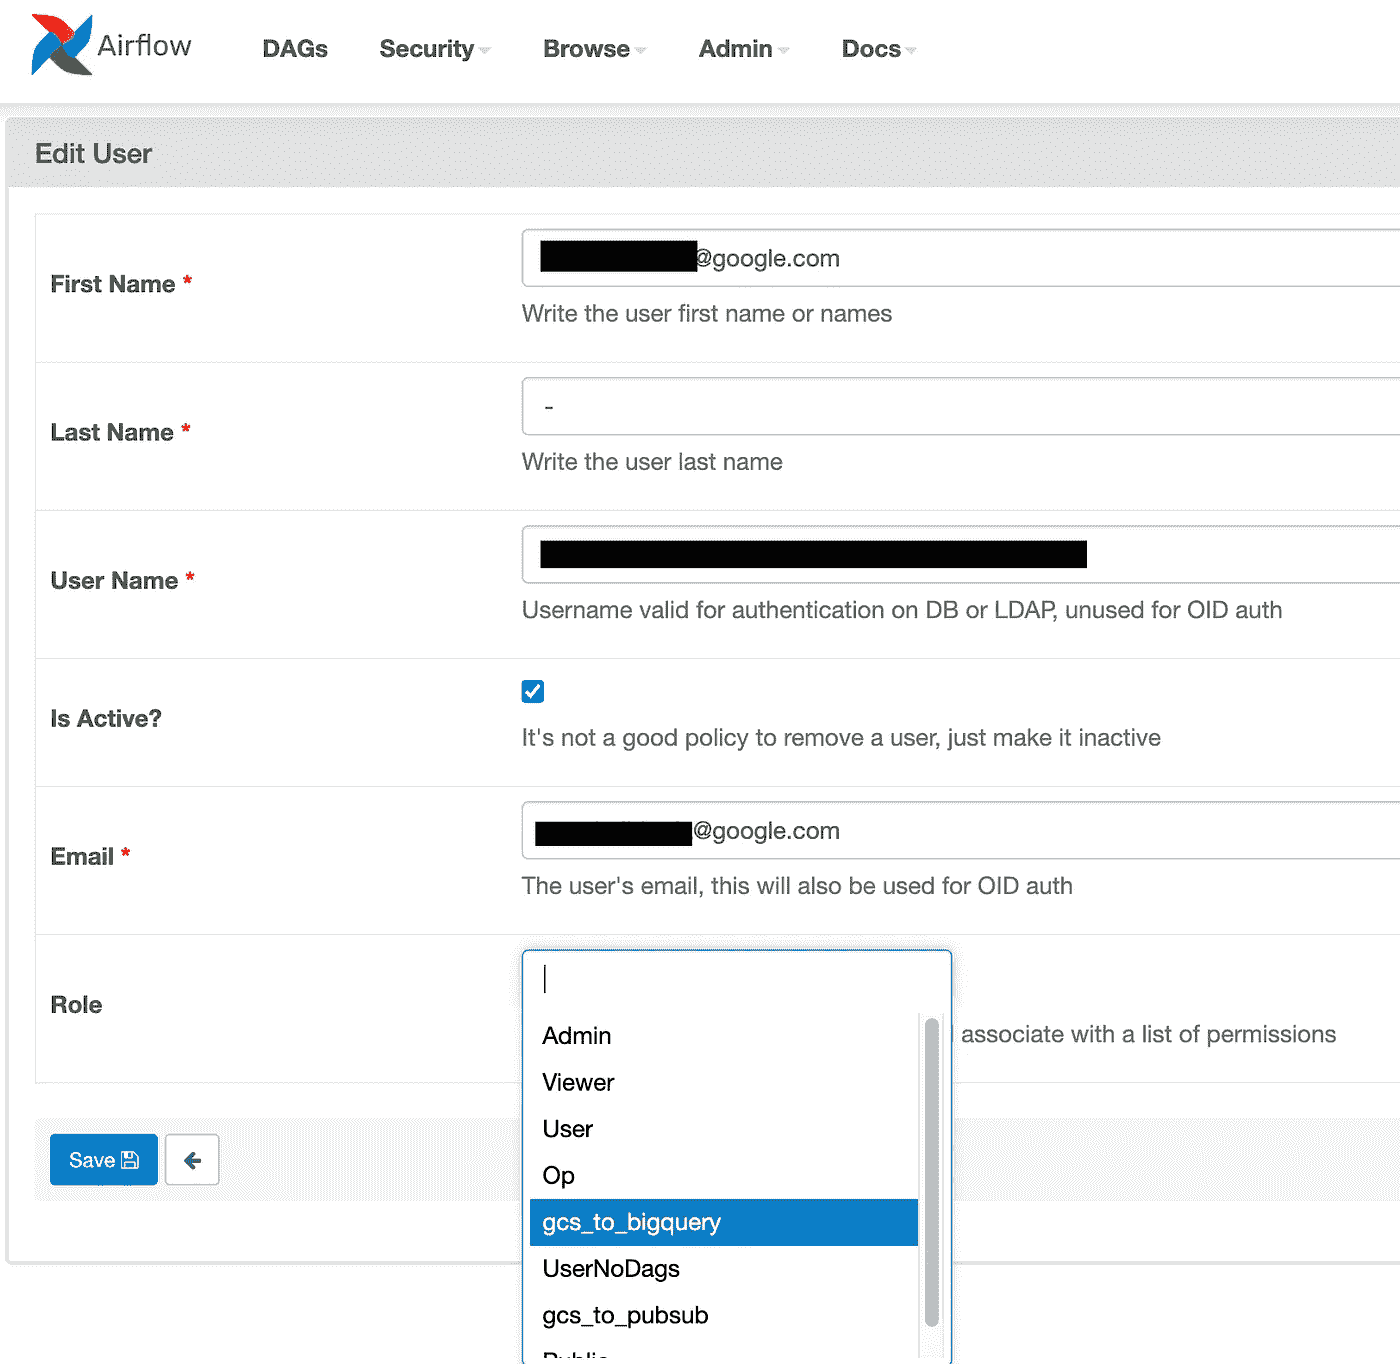 Airflow DAGs Security Browse Admin Docs
Edit User
First Name *
@google.com
Write the user first name or names
Last Name *
-
Write the user last name
User Name *
Username valid for authentication on DB or LDAP, unused for OID auth
Is Active?
It's not a good policy to remove a user, just make it inactive
Email *
@google.com
The user's email, this will also be used for OID auth
Role
associate with a list of permissions
Admin
Viewer
User
Op
gcs_to_bigquery
UserNoDags
gcs_to_pubsub
Public
Save